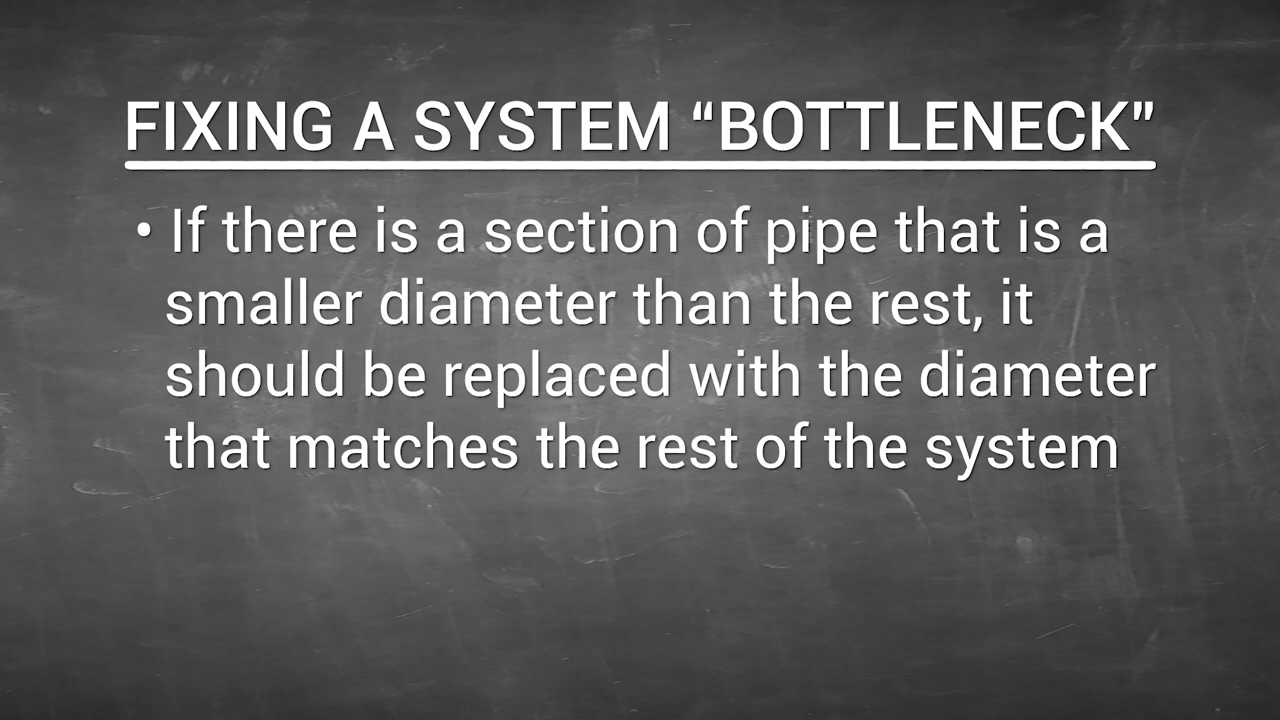 FIXING A SYSTEM “BOTTLENECK”
• If there is a section of pipe that is a
smaller diameter than the rest, it
should be replaced with the diameter
that matches the rest of the system